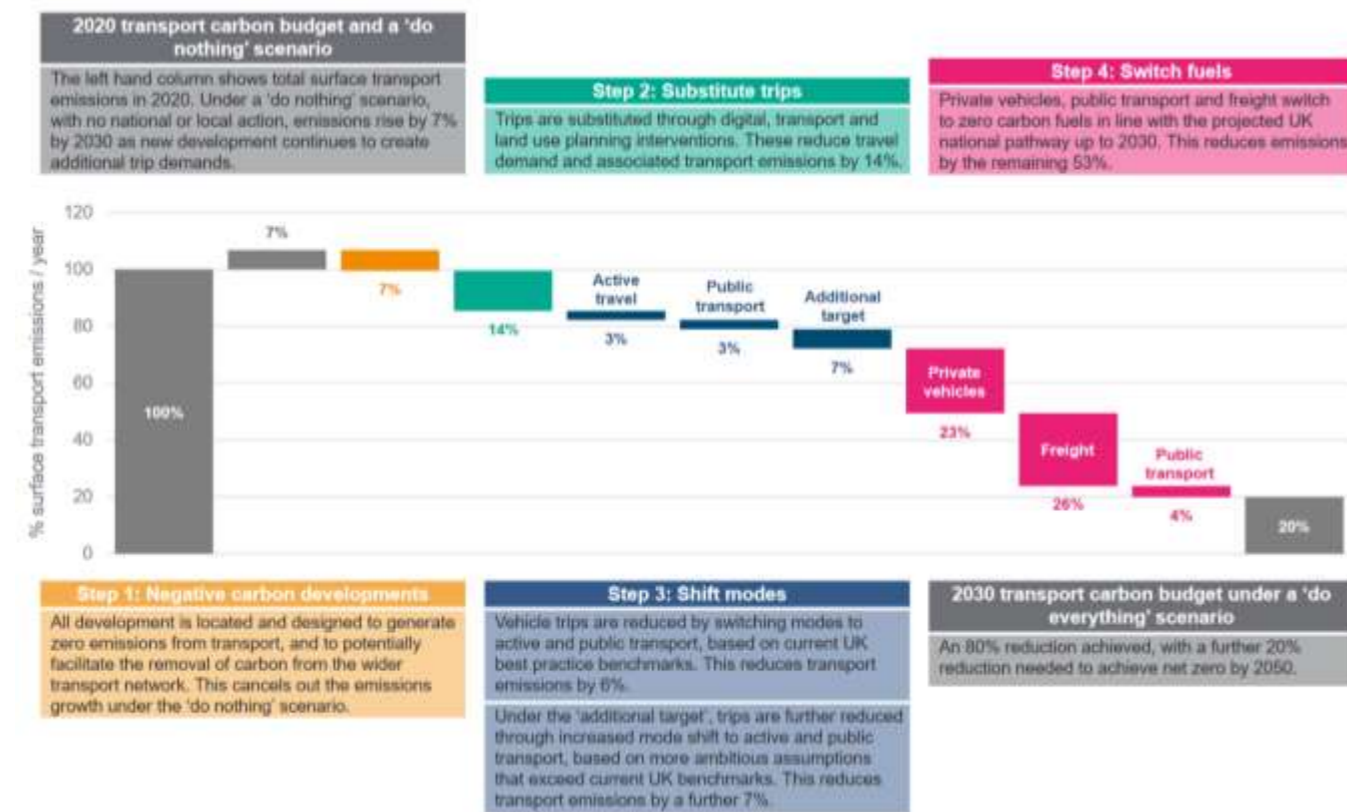 2020 transport carbon budget and a ‘do
nothing’ scenario
The left hand column shows total surface transport
emissions in 2020. Under a ‘do nothing’ scenario,
with no national or local action, emissions rise by 7%
by 2030 as new development continues to create
additional trip demands.
Step 2: Substitute trips
Trips are substituted through digital, transport and
land use planning interventions. These reduce travel
demand and associated transport emissions by 14%.
Step 4: Switch fuels
Private vehicles, public transport and freight switch
to zero carbon fuels in line with the projected UK
national pathway up to 2030. This reduces emissions
by the remaining 53%.
% surface transport emissions / year
120
100
80
60
40
20
0
100%
7%
7%
14%
Active
travel
3%
Public
transport
3%
Additional
target
7%
Private
vehicles
23%
Freight
26%
Public
transport
4%
20%
Step 1: Negative carbon developments
All development is located and designed to generate
zero emissions from transport, and to potentially
facilitate the removal of carbon from the wider
transport network. This cancels out the emissions
growth under the ‘do nothing’ scenario.
Step 3: Shift modes
Vehicle trips are reduced by switching modes to
active and public transport, based on current UK
best practice benchmarks. This reduces transport
emissions by 6%.
Under the ‘additional target’, trips are further reduced
through increased mode shift to active and public
transport, based on more ambitious assumptions
that exceed current UK benchmarks. This reduces
transport emissions by a further 7%.
2030 transport carbon budget under a ‘do
everything’ scenario
An 80% reduction achieved, with a further 20%
reduction needed to achieve net zero by 2050.